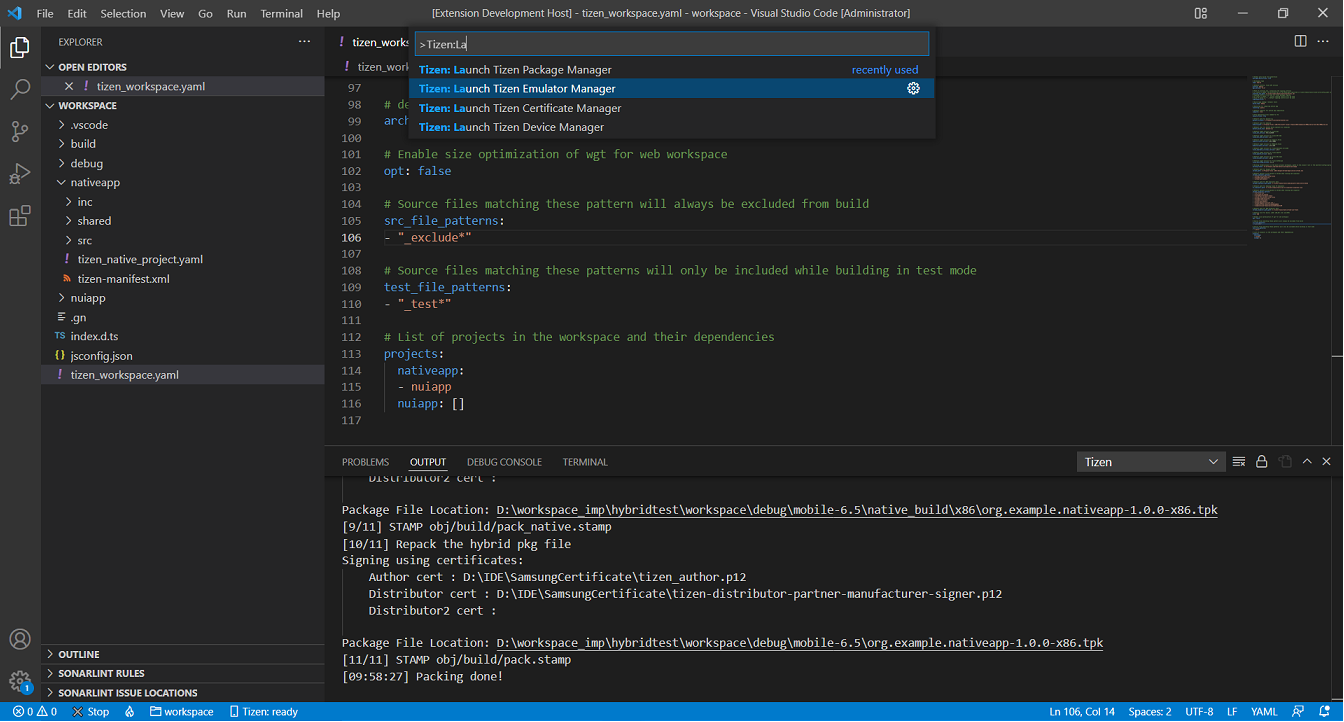 File Edit Selection View Go Run Terminal Help
[Extension Development Host] - tizen_workspace.yaml - workspace - Visual Studio Code [Administrator]
EXPLORER
OPEN EDITORS
! tizen_workspace.yaml
WORKSPACE
.vscode
build
debug
nativeapp
inc
shared
src
! tizen_native_project.yaml
tizen-manifest.xml
nuiapp
.gn
TS index.d.ts
{} jsconfig.json
! tizen_workspace.yaml
OUTLINE
SONARLINT RULES
SONARLINT ISSUE LOCATIONS
! tizen_works
>Tizen:La
! tizen_work
Tizen: Launch Tizen Package Manager recently used
Tizen: Launch Tizen Emulator Manager
Tizen: Launch Tizen Certificate Manager
Tizen: Launch Tizen Device Manager
97
98 # de
99 arc
100
101 # Enable size optimization of wgt for web workspace
102 opt: false
103
104 # Source files matching these pattern will always be excluded from build
105 src_file_patterns:
106 - "_exclude*"
107
108 # Source files matching these patterns will only be included while building in test mode
109 test_file_patterns:
110 - "_test*"
111
112 # List of projects in the workspace and their dependencies
113 projects:
114 nativeapp:
115 - nuiapp
116 nuiapp: []
117
PROBLEMS OUTPUT DEBUG CONSOLE TERMINAL Tizen
Distributor2 cert :
Package File Location: D:\workspace_imp\hybridtest\workspace\debug\mobile-6.5\native_build\x86\org.example.nativeapp-1.0.0-x86.tpk
[9/11] STAMP obj/build/pack_native.stamp
[10/11] Repack the hybrid pkg file
Signing using certificates:
Author cert : D:\IDE\SamsungCertificate\tizen_author.p12
Distributor cert : D:\IDE\SamsungCertificate\tizen-distributor-partner-manufacturer-signer.p12
Distributor2 cert :
Package File Location: D:\workspace_imp\hybridtest\workspace\debug\mobile-6.5\org.example.nativeapp-1.0.0-x86.tpk
[11/11] STAMP obj/build/pack.stamp
[09:58:27] Packing done!
1
0 0 Stop workspace Tizen: ready Ln 106, Col 14 Spaces: 2 UTF-8 LF YAML